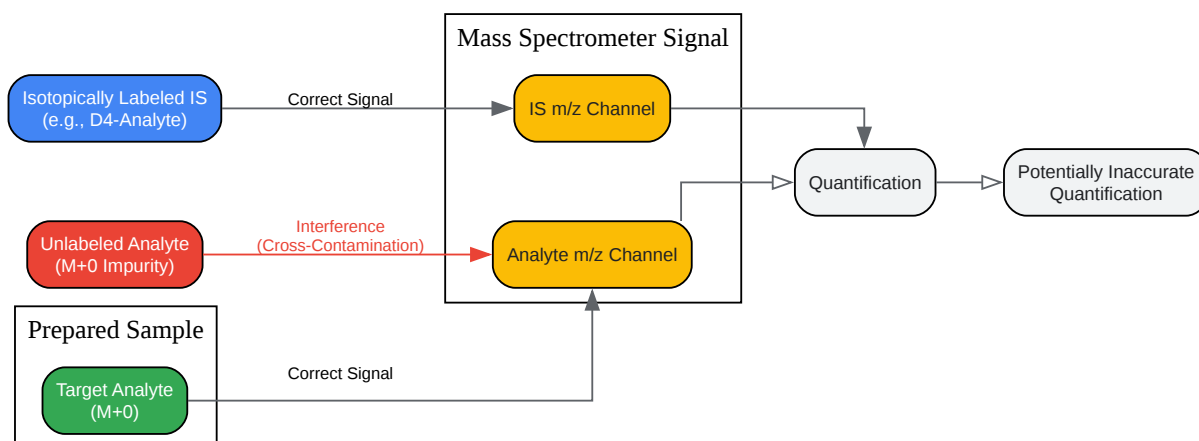 Mass Spectrometer Signal
Isotopically Labeled IS
(e.g., D4-Analyte)
Correct Signal
IS m/z Channel
Quantification
Potentially Inaccurate
Quantification
Unlabeled Analyte
(M+0 Impurity)
Interference
(Cross-Contamination)
Analyte m/z Channel
Prepared Sample
Target Analyte
(M+0)
Correct Signal